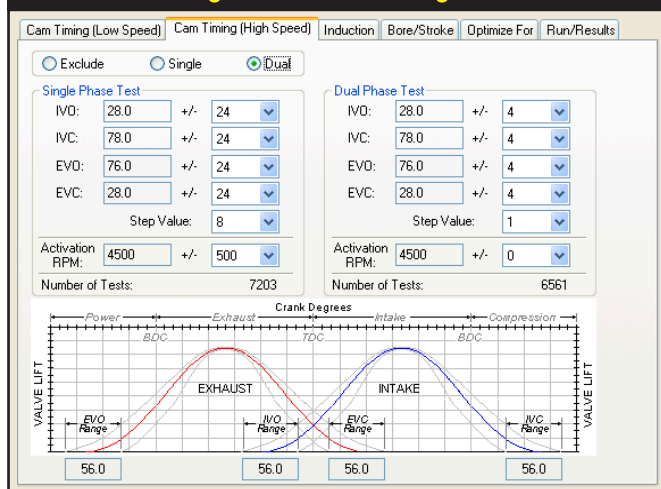 Cam Timing (Low Speed) Cam Timing (High Speed) Induction Bore/Stroke Optimize For Run/Results
Exclude Single Dual
Single Phase Test
IVO: 28.0 +/- 24
IVC: 78.0 +/- 24
EVO: 76.0 +/- 24
EVC: 28.0 +/- 24
Step Value: 8
Activation RPM: 4500 +/- 500
Number of Tests: 7203
Dual Phase Test
IVO: 28.0 +/- 4
IVC: 78.0 +/- 4
EVO: 76.0 +/- 4
EVC: 28.0 +/- 4
Step Value: 1
Activation RPM: 4500 +/- 0
Number of Tests: 6561
Crank Degrees
Power Exhaust Intake Compression
BDC TDC BDC
VALVE LIFT
EXHAUST INTAKE
VALVE LIFT
EVO Range IVO Range EVC Range IVC Range
56.0 56.0 56.0 56.0